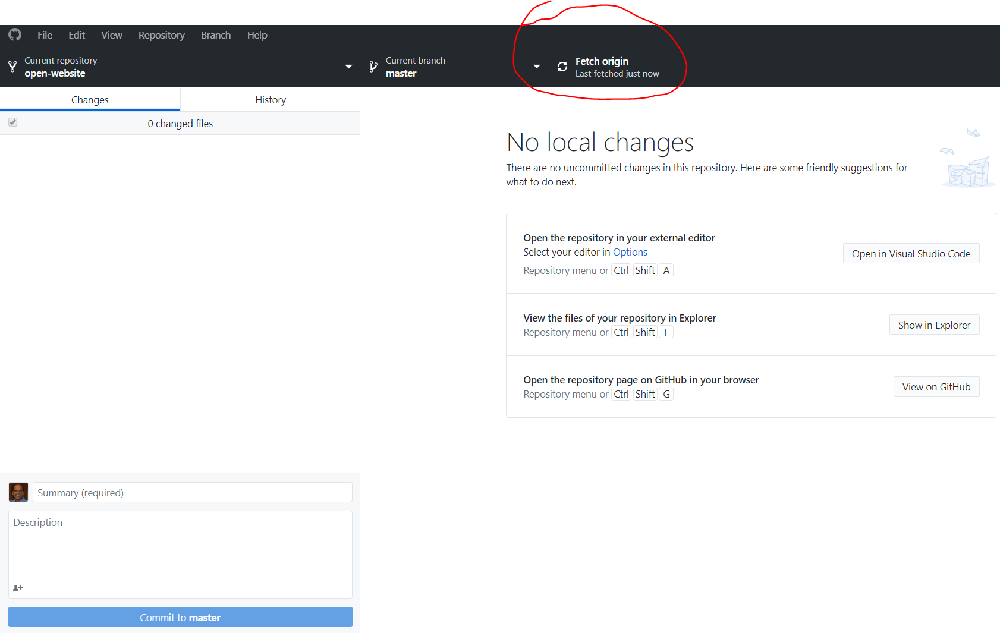 File Edit View Repository Branch Help
Current repository
open-website
Current branch
master
Fetch origin
Last fetched just now
Changes
History
0 changed files
No local changes
There are no uncommitted changes in this repository. Here are some friendly suggestions for
what to do next.
Open the repository in your external editor
Select your editor in Options
Repository menu or Ctrl Shift A
Open in Visual Studio Code
View the files of your repository in Explorer
Repository menu or Ctrl Shift F
Show in Explorer
Open the repository page on GitHub in your browser
Repository menu or Ctrl Shift G
View on GitHub
Summary (required)
Description
Commit to master